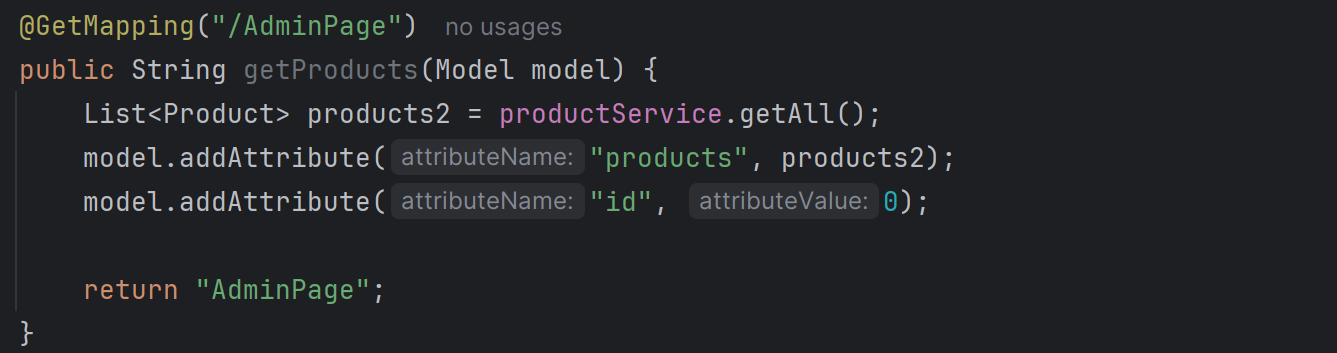 @GetMapping("/AdminPage") no usages
public String getProducts(Model model) {
List<Product> products2 = productService.getAll();
model.addAttribute( attributeName: "products", products2);
model.addAttribute( attributeName: "id", attributeValue: 0);
return "AdminPage";
}